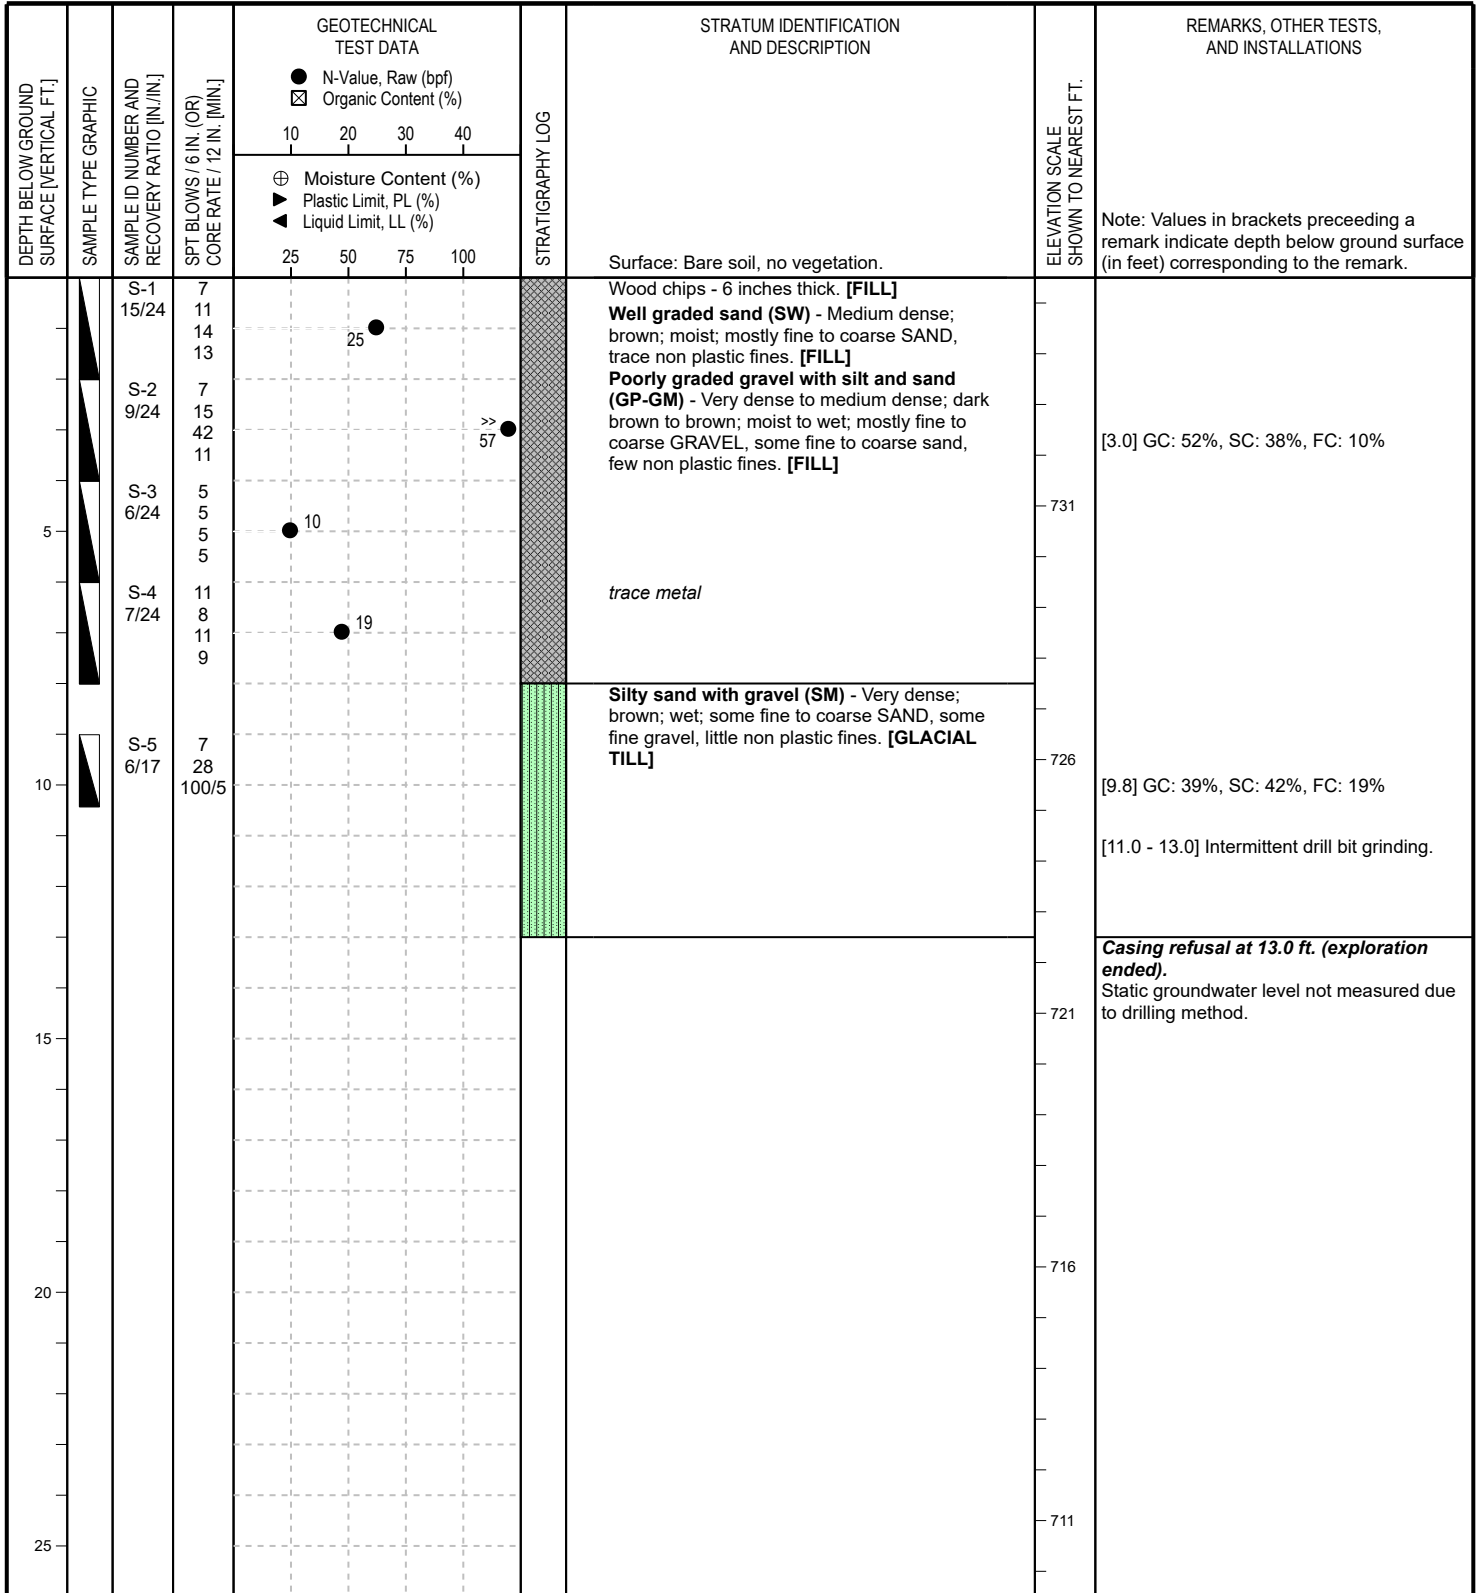 DEPTH BELOW GROUND
SURFACE [VERTICAL FT.]
SAMPLE TYPE GRAPHIC
SAMPLE ID NUMBER AND
RECOVERY RATIO [IN./IN.]
SPT BLOWS / 6 IN. (OR)
CORE RATE / 12 IN. [MIN.]
GEOTECHNICAL
TEST DATA
N-Value, Raw (bpf)
Organic Content (%)
10 20 30 40
Moisture Content (%)
Plastic Limit, PL (%)
Liquid Limit, LL (%)
25 50 75 100
STRATIGRAPHY LOG
STRATUM IDENTIFICATION
AND DESCRIPTION
Surface: Bare soil, no vegetation.
ELEVATION SCALE
SHOWN TO NEAREST FT.
REMARKS, OTHER TESTS,
AND INSTALLATIONS
Note: Values in brackets preceeding a
remark indicate depth below ground surface
(in feet) corresponding to the remark.
S-1
15/24
7
11
14
13
25
Wood chips - 6 inches thick. [FILL]
Well graded sand (SW) - Medium dense;
brown; moist; mostly fine to coarse SAND,
trace non plastic fines. [FILL]
S-2
9/24
7
15
42
11
>>
57
Poorly graded gravel with silt and sand
(GP-GM) - Very dense to medium dense; dark
brown to brown; moist to wet; mostly fine to
coarse GRAVEL, some fine to coarse sand,
few non plastic fines. [FILL]
[3.0] GC: 52%, SC: 38%, FC: 10%
S-3
6/24
5
5
5
5
10
731
5
S-4
7/24
11
8
11
9
19
trace metal
Silty sand with gravel (SM) - Very dense;
brown; wet; some fine to coarse SAND, some
fine gravel, little non plastic fines. [GLACIAL
TILL]
S-5
6/17
7
28
100/5
726
10
[9.8] GC: 39%, SC: 42%, FC: 19%
[11.0 - 13.0] Intermittent drill bit grinding.
Casing refusal at 13.0 ft. (exploration
ended).
Static groundwater level not measured due
to drilling method.
721
15
716
20
711
25